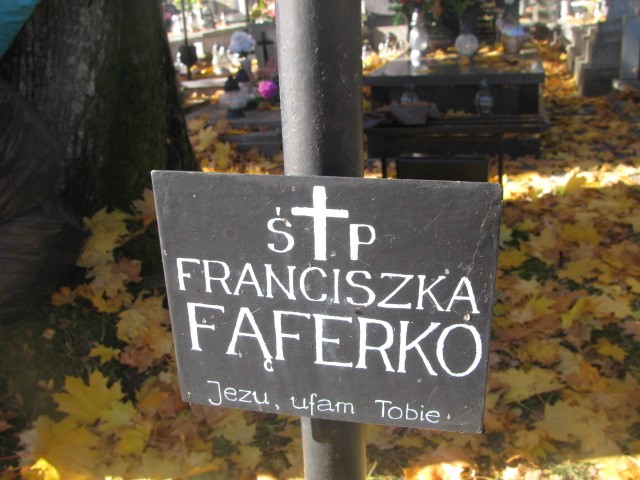 Ś P
FRANCISZKA
FĄFERKO
Jezu, ufam Tobie.